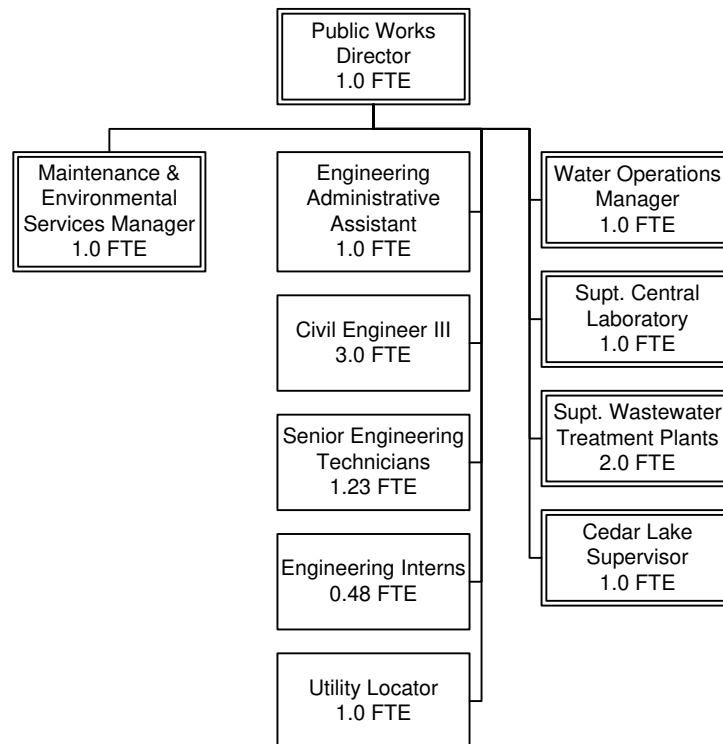 Public Works
Director
1.0 FTE
Maintenance &
Environmental
Services Manager
1.0 FTE
Engineering
Administrative
Assistant
1.0 FTE
Civil Engineer III
3.0 FTE
Senior Engineering
Technicians
1.23 FTE
Engineering Interns
0.48 FTE
Utility Locator
1.0 FTE
Water Operations
Manager
1.0 FTE
Supt. Central
Laboratory
1.0 FTE
Supt. Wastewater
Treatment Plants
2.0 FTE
Cedar Lake
Supervisor
1.0 FTE